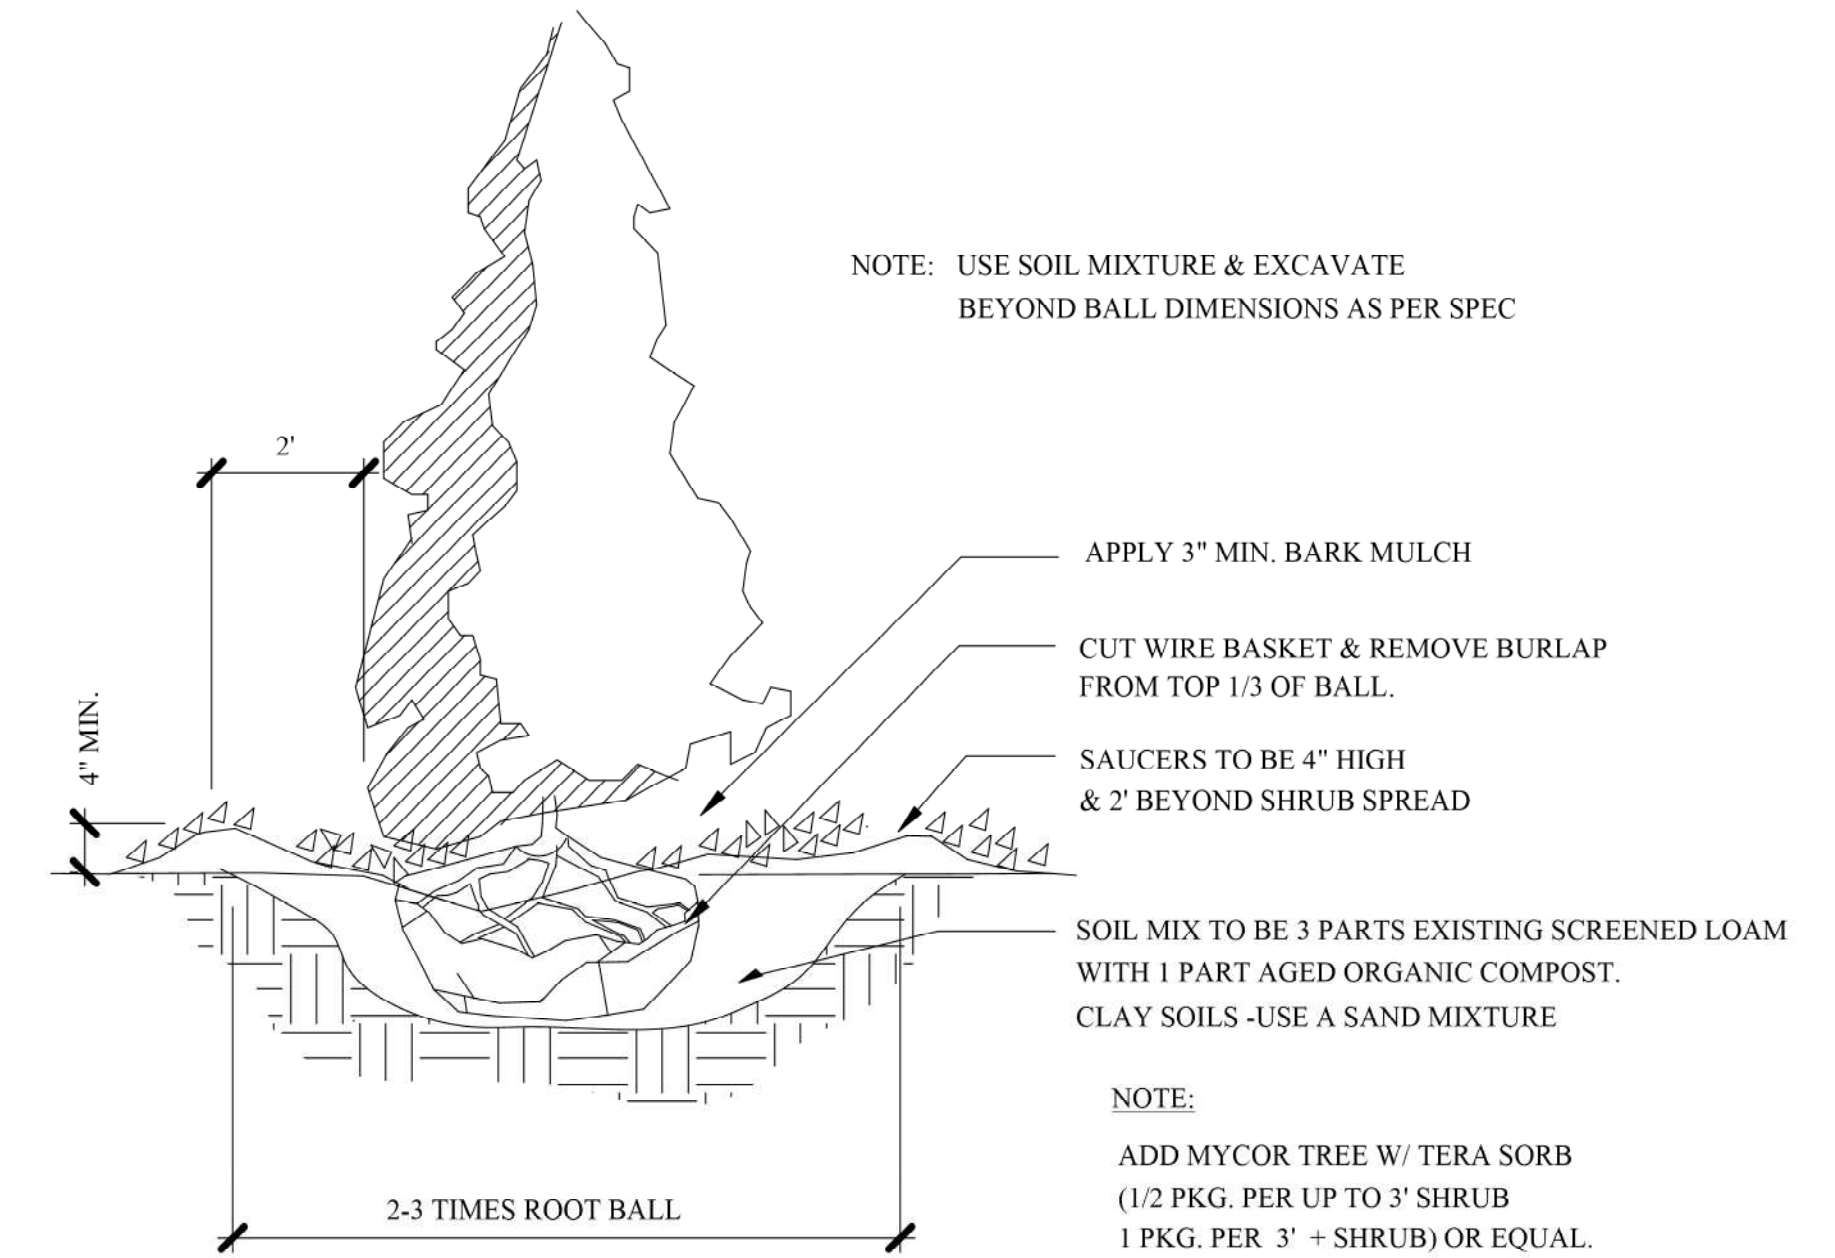 NOTE: USE SOIL MIXTURE & EXCAVATE
BEYOND BALL DIMENSIONS AS PER SPEC
2'
APPLY 3" MIN. BARK MULCH
CUT WIRE BASKET & REMOVE BURLAP
FROM TOP 1/3 OF BALL.
4" MIN.
SAUCERS TO BE 4" HIGH
& 2' BEYOND SHRUB SPREAD
SOIL MIX TO BE 3 PARTS EXISTING SCREENED LOAM
WITH 1 PART AGED ORGANIC COMPOST.
CLAY SOILS -USE A SAND MIXTURE
NOTE:
ADD MYCOR TREE W/ TERA SORB
(1/2 PKG. PER UP TO 3' SHRUB
1 PKG. PER 3' + SHRUB) OR EQUAL.
2-3 TIMES ROOT BALL